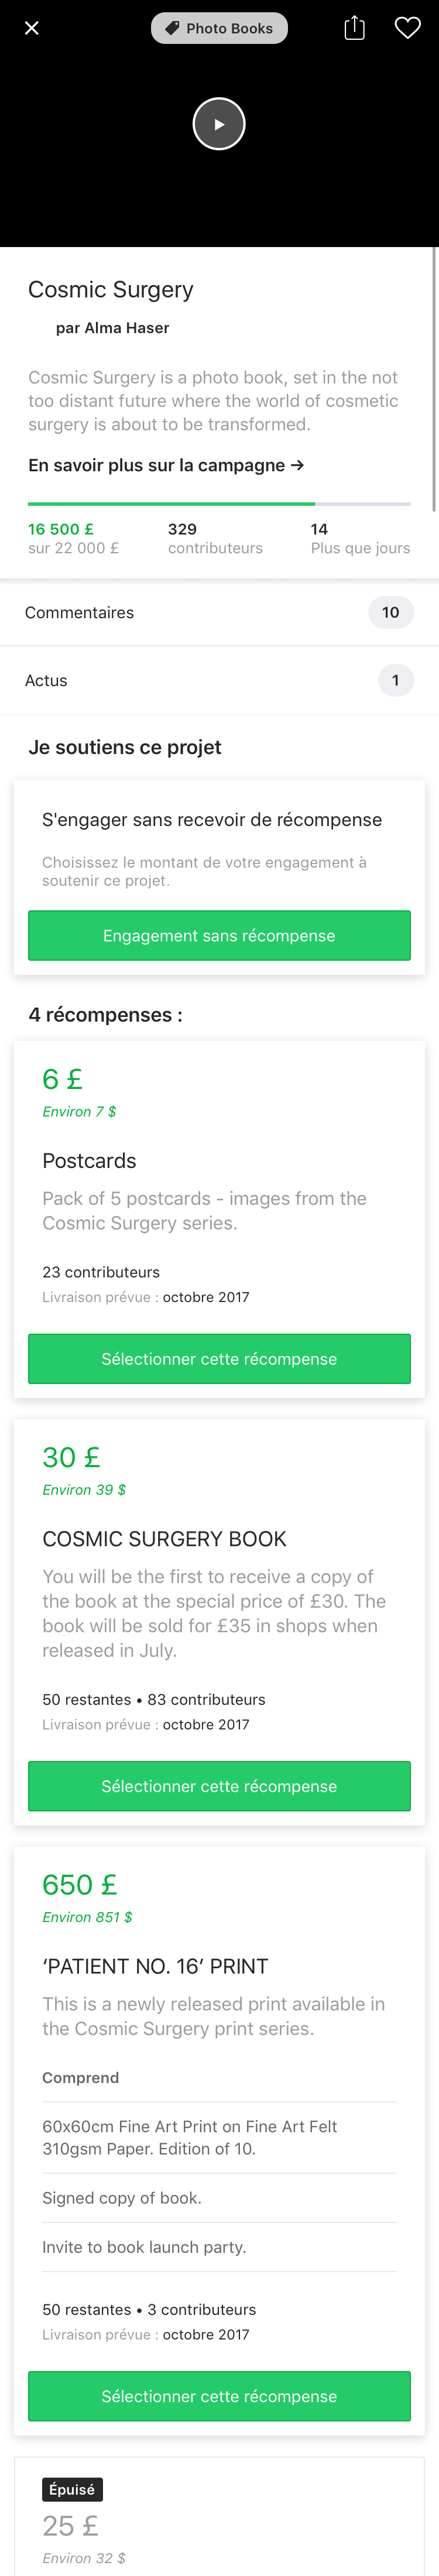 Photo Books
Cosmic Surgery
par Alma Haser
Cosmic Surgery is a photo book, set in the not
too distant future where the world of cosmetic
surgery is about to be transformed.
En savoir plus sur la campagne →
16 500 £
sur 22 000 £
329
contributeurs
14
Plus que jours
Commentaires
10
Actus
1
Je soutiens ce projet
S'engager sans recevoir de récompense
Choisissez le montant de votre engagement à
soutenir ce projet.
Engagement sans récompense
4 récompenses :
6 £
Environ 7 $
Postcards
Pack of 5 postcards - images from the
Cosmic Surgery series.
23 contributeurs
Livraison prévue : octobre 2017
Sélectionner cette récompense
30 £
Environ 39 $
COSMIC SURGERY BOOK
You will be the first to receive a copy of
the book at the special price of £30. The
book will be sold for £35 in shops when
released in July.
50 restantes • 83 contributeurs
Livraison prévue : octobre 2017
Sélectionner cette récompense
650 £
Environ 851 $
‘PATIENT NO. 16’ PRINT
This is a newly released print available in
the Cosmic Surgery print series.
Comprend
60x60cm Fine Art Print on Fine Art Felt
310gsm Paper. Edition of 10.
Signed copy of book.
Invite to book launch party.
50 restantes • 3 contributeurs
Livraison prévue : octobre 2017
Sélectionner cette récompense
Épuisé
25 £
Environ 32 $